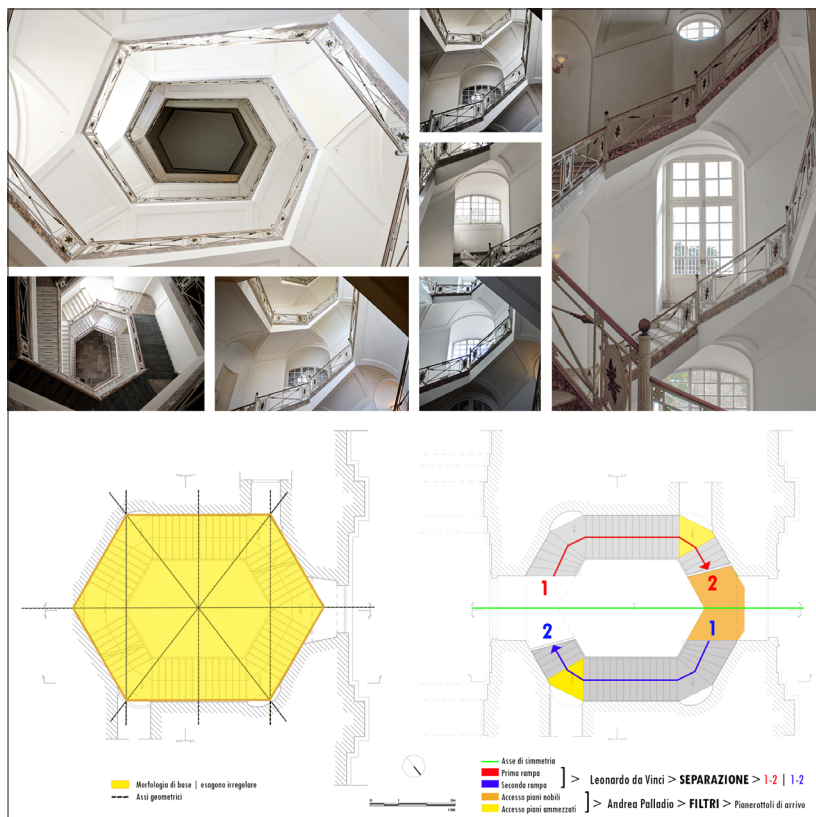 1
2
2
1
Morfologia di base | esagono irregolare
Assi geometrici
Asse di simmetria
Prima rampa
Seconda rampa
Accesso piani nobili
Accesso piani ammezzati
] > Leonardo da Vinci > SEPARAZIONE > 1-2 | 1-2
] > Andrea Palladio > FILTRI > Pianerottoli di arrivo